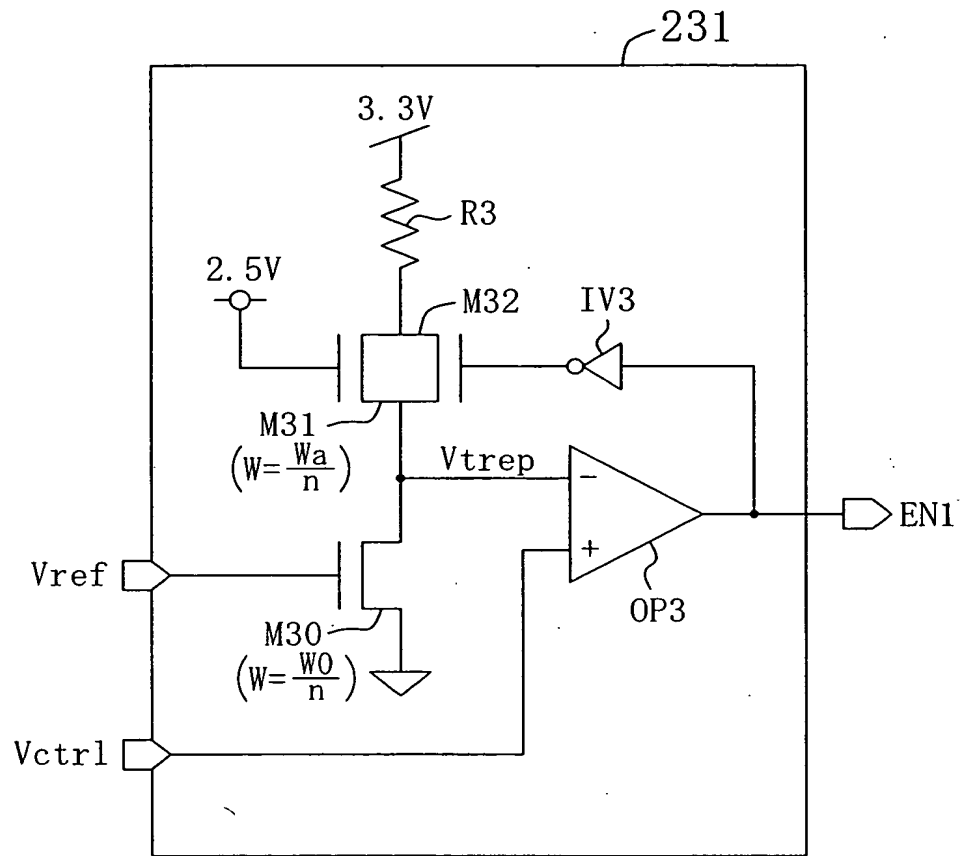 231
3.3V
R3
2.5V
M32
IV3
M31
(W=Wa/n)
Vtrep
−
+
EN1
Vref
OP3
M30
(W=W0/n)
Vctrl